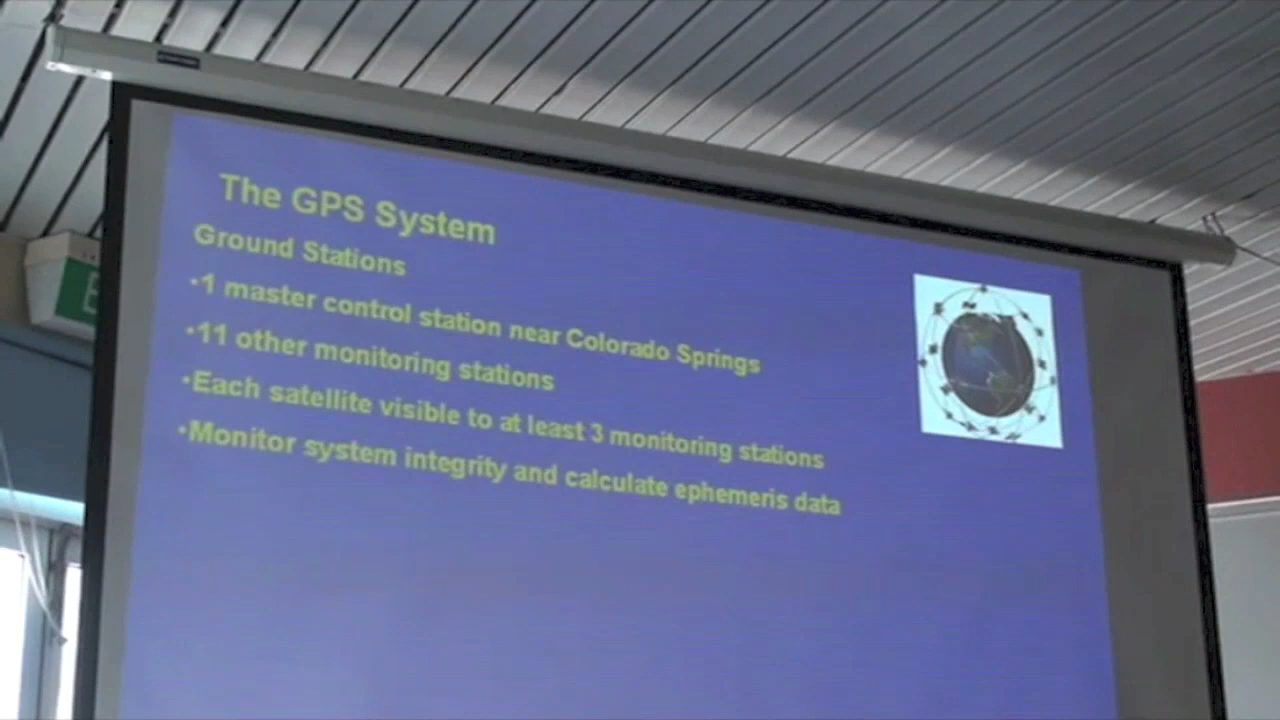 The GPS System
Ground Stations
•1 master control station near Colorado Springs
•11 other monitoring stations
•Each satellite visible to at least 3 monitoring stations
•Monitor system integrity and calculate ephemeris data